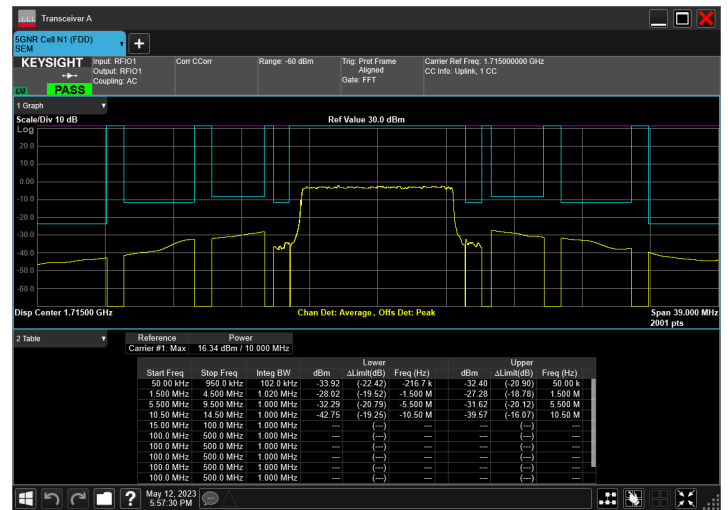 Transceiver A
5GNR Cell N1 (FDD)
SEM
KEYSIGHT
PASS
Input: RFIO1
Output: RFIO1
Coupling: AC
Corr CCorr
Range: -60 dBm
Trig: Prot Frame
Aligned
Gate: FFT
Carrier Ref Freq: 1.715000000 GHz
CC Info: Uplink, 1 CC
1 Graph
Scale/Div 10 dB
Ref Value 30.0 dBm
Log
20.0
10.0
0.00
-10.0
-20.0
-30.0
-40.0
-50.0
-60.0
Disp Center 1.71500 GHz
Chan Det: Average, Offs Det: Peak
Span 39.000 MHz
2001 pts
2 Table
Reference Power
Carrier #1: Max 16.34 dBm / 10.000 MHz
Lower Upper
Start Freq Stop Freq Integ BW dBm ΔLimit(dB) Freq (Hz) dBm ΔLimit(dB) Freq (Hz)
50.00 kHz 950.0 kHz 102.0 kHz -33.92 (-22.42) -216.7 k -32.40 (-20.90) 50.00 k
1.500 MHz 4.500 MHz 1.020 MHz -28.02 (-19.52) -1.500 M -27.28 (-18.78) 1.500 M
5.500 MHz 9.500 MHz 1.000 MHz -32.29 (-20.79) -5.500 M -31.62 (-20.12) 5.500 M
10.50 MHz 14.50 MHz 1.000 MHz -42.75 (-19.25) -10.50 M -39.57 (-16.07) 10.50 M
15.00 MHz 100.0 MHz 1.000 MHz --- (---) --- --- (---) ---
100.0 MHz 500.0 MHz 1.000 MHz --- (---) --- --- (---) ---
100.0 MHz 500.0 MHz 1.000 MHz --- (---) --- --- (---) ---
100.0 MHz 500.0 MHz 1.000 MHz --- (---) --- --- (---) ---
100.0 MHz 500.0 MHz 1.000 MHz --- (---) --- --- (---) ---
100.0 MHz 500.0 MHz 1.000 MHz --- (---) --- --- (---) ---
May 12, 2023
5:57:30 PM